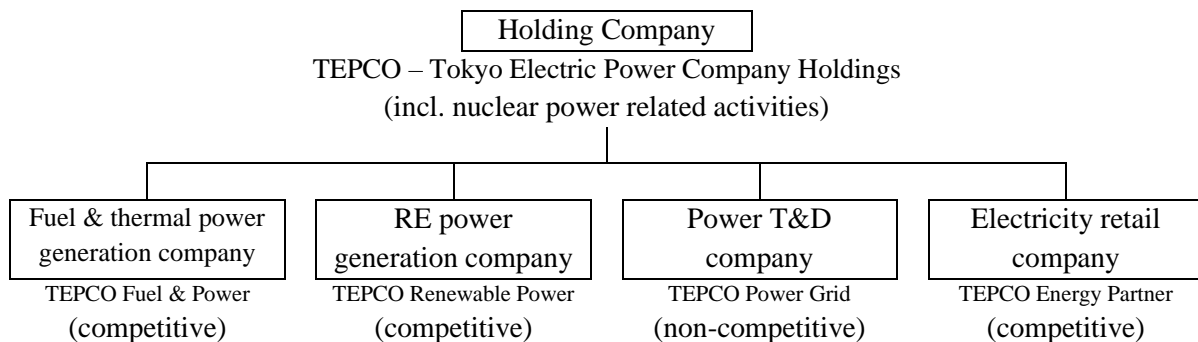 Holding Company
TEPCO – Tokyo Electric Power Company Holdings
(incl. nuclear power related activities)
Fuel & thermal power
generation company
TEPCO Fuel & Power
(competitive)
RE power
generation company
TEPCO Renewable Power
(competitive)
Power T&D
company
TEPCO Power Grid
(non-competitive)
Electricity retail
company
TEPCO Energy Partner
(competitive)